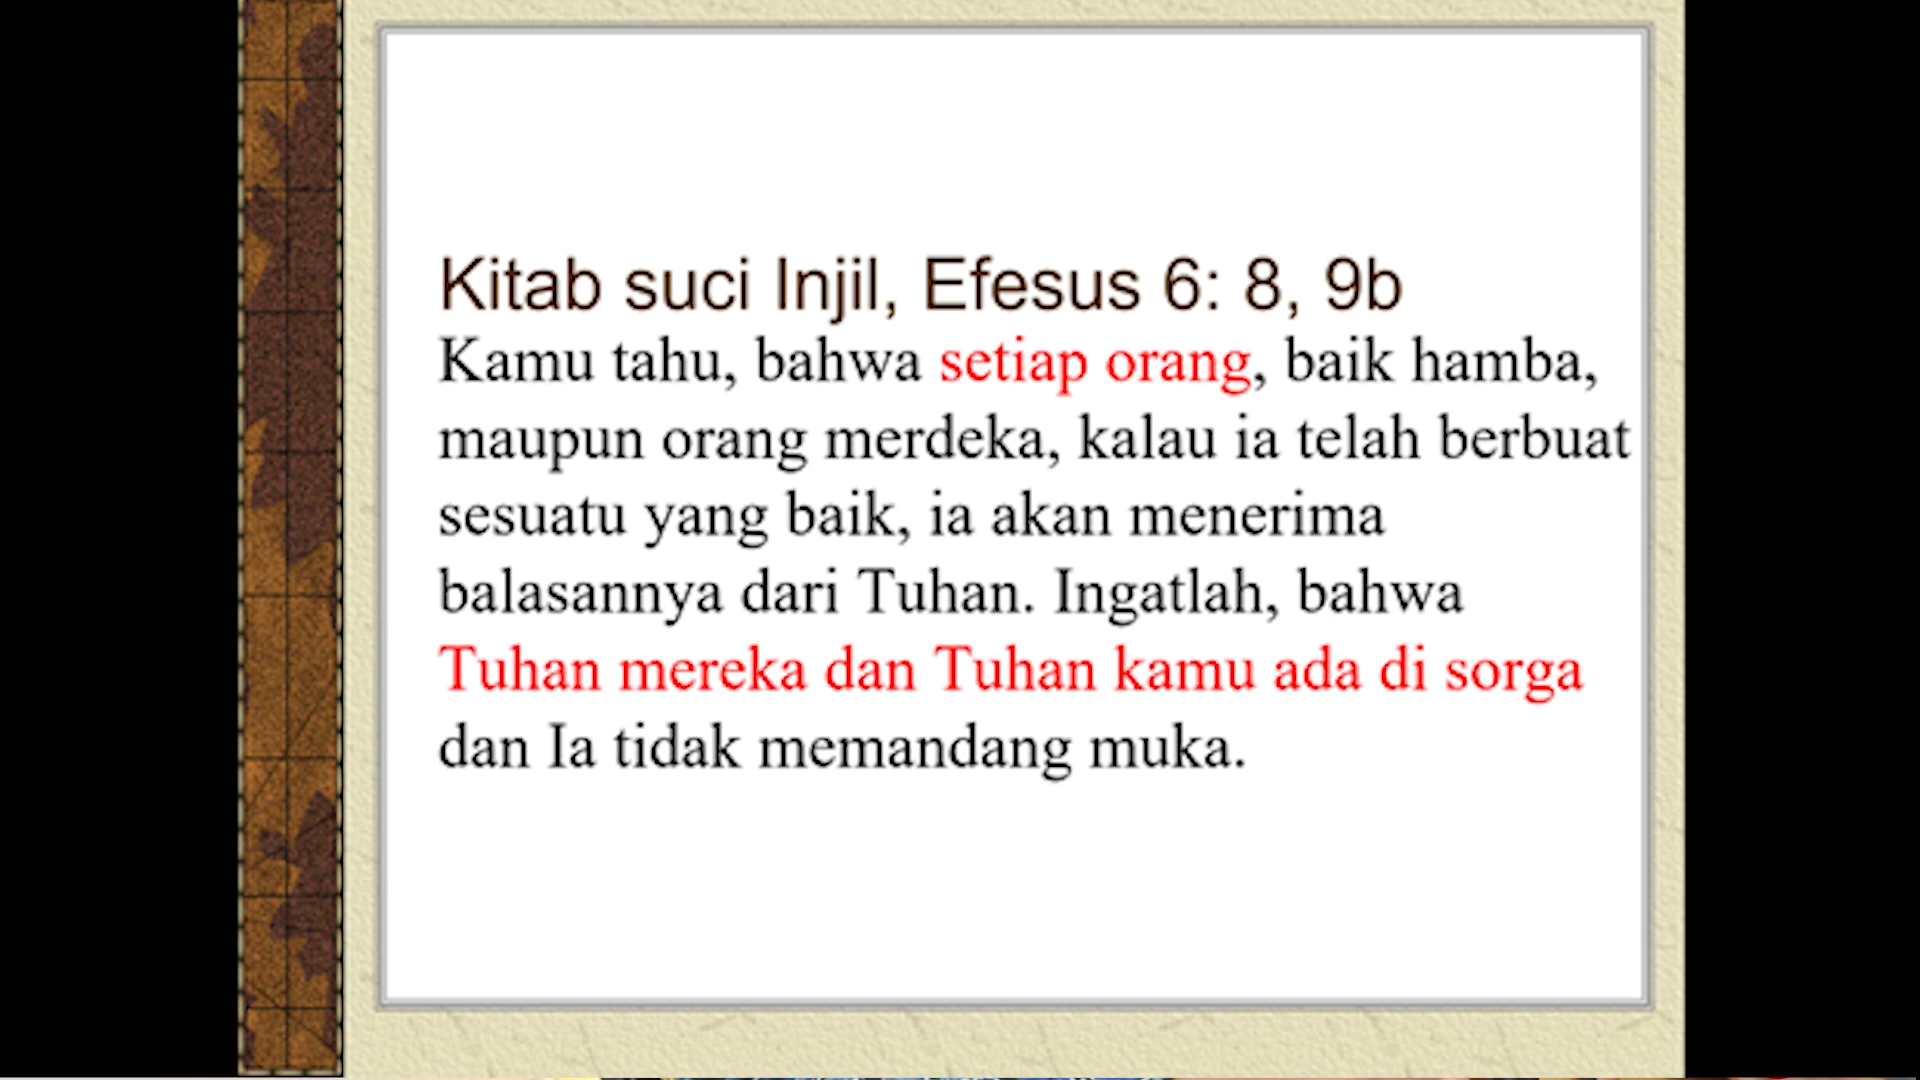 Kitab suci Injil, Efesus 6: 8, 9b
Kamu tahu, bahwa setiap orang, baik hamba,
maupun orang merdeka, kalau ia telah berbuat
sesuatu yang baik, ia akan menerima
balasannya dari Tuhan. Ingatlah, bahwa
Tuhan mereka dan Tuhan kamu ada di sorga
dan Ia tidak memandang muka.